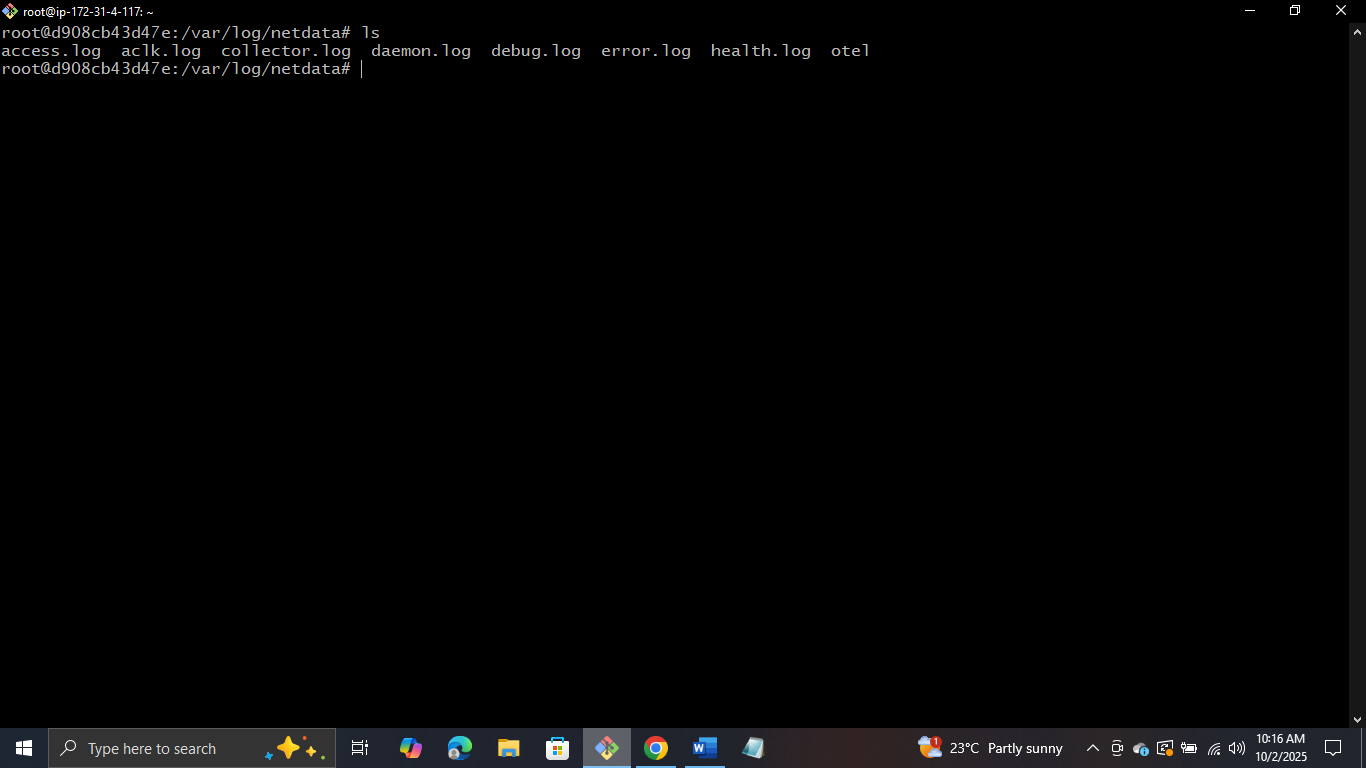 root@ip-172-31-4-117: ~
root@d908cb43d47e:/var/log/netdata# ls
access.log  aclk.log  collector.log  daemon.log  debug.log  error.log  health.log  otel
root@d908cb43d47e:/var/log/netdata#
Type here to search
1
23°C  Partly sunny
10:16 AM
10/2/2025